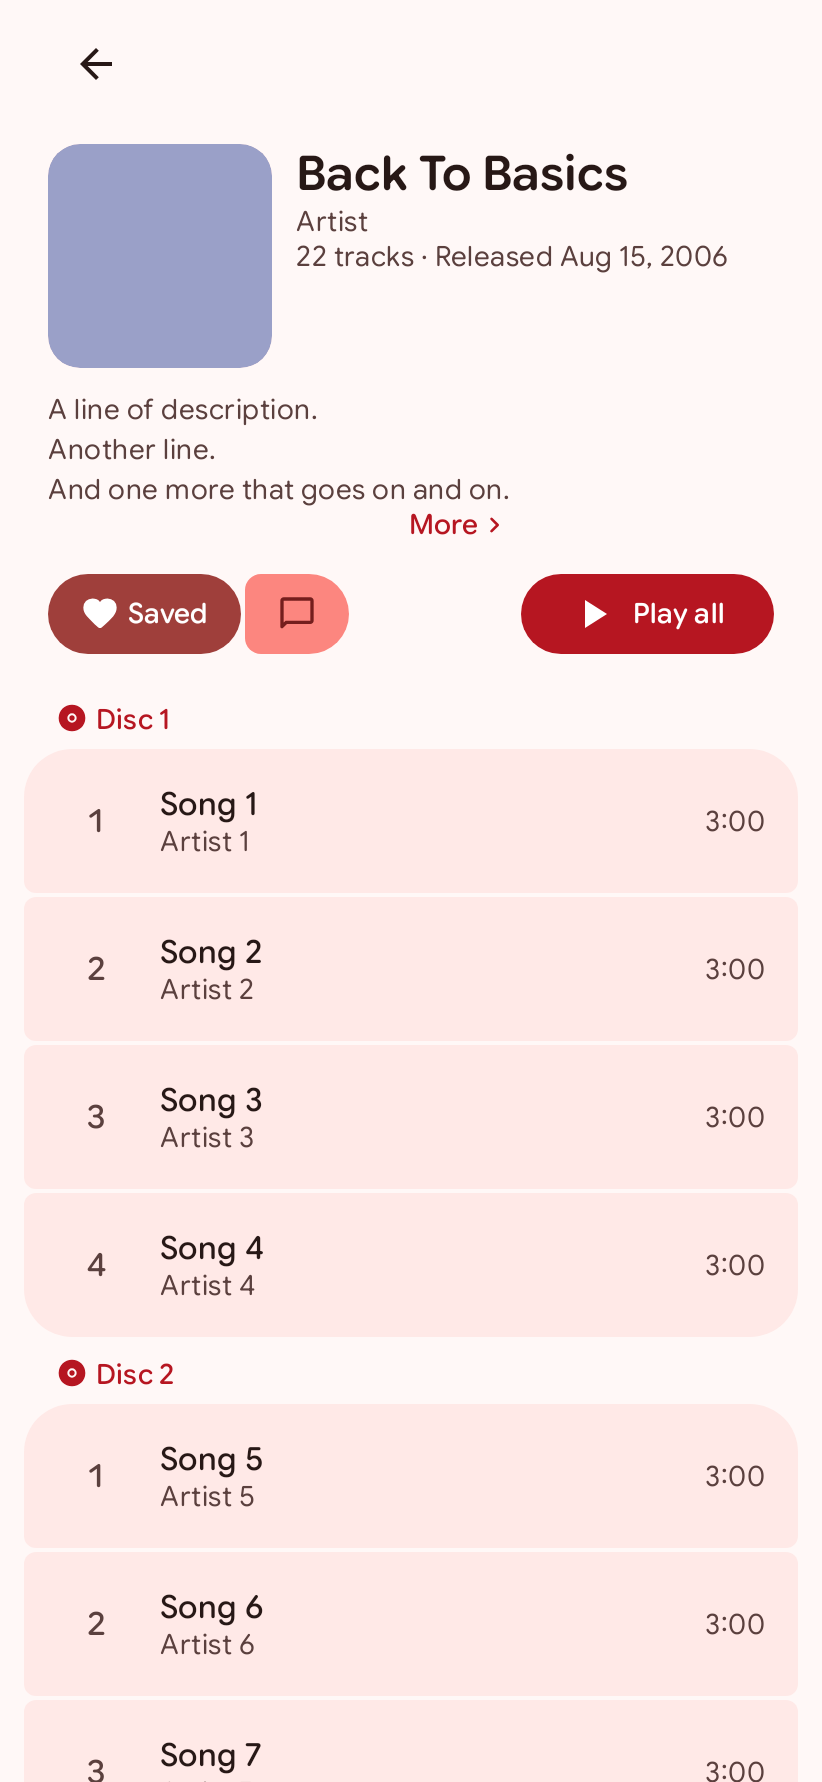 Back To Basics
Artist
22 tracks · Released Aug 15, 2006
A line of description.
Another line.
And one more that goes on and on.
More
Saved
Play all
Disc 1
1
Song 1
Artist 1
3:00
2
Song 2
Artist 2
3:00
3
Song 3
Artist 3
3:00
4
Song 4
Artist 4
3:00
Disc 2
1
Song 5
Artist 5
3:00
2
Song 6
Artist 6
3:00
3
Song 7
3:00